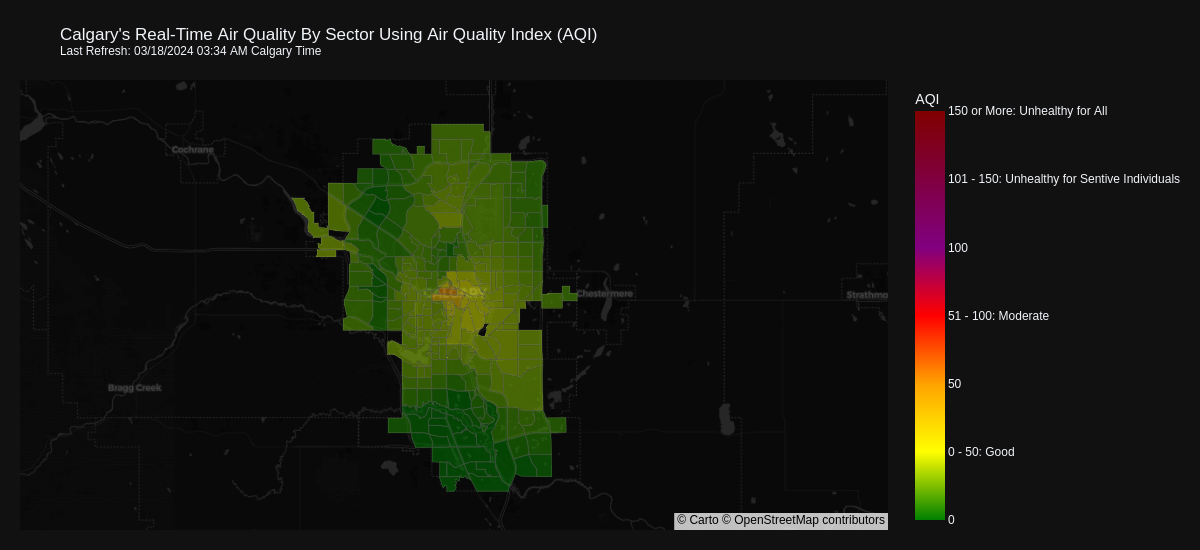 Calgary's Real-Time Air Quality By Sector Using Air Quality Index (AQI)
Last Refresh: 03/18/2024 03:34 AM Calgary Time
AQI
150 or More: Unhealthy for All
Cochrane
101 - 150: Unhealthy for Sentive Individuals
100
Chestermere
Strathmo
51 - 100: Moderate
50
Bragg Creek
0 - 50: Good
0
© Carto © OpenStreetMap contributors